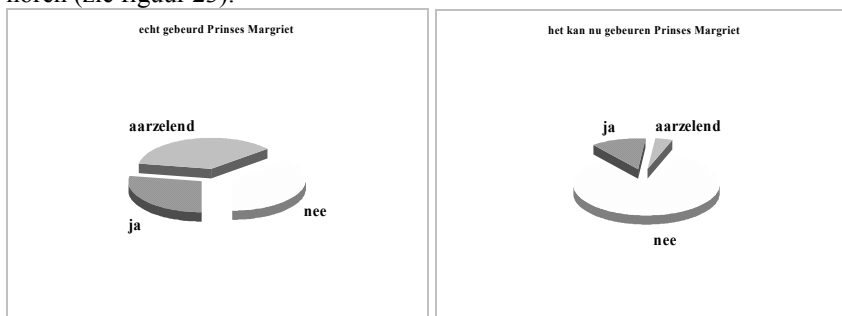 horen (zie figuur 23).
echt gebeurd Prinses Margriet
aarzelend
ja
nee
het kan nu gebeuren Prinses Margriet
ja
aarzelend
nee